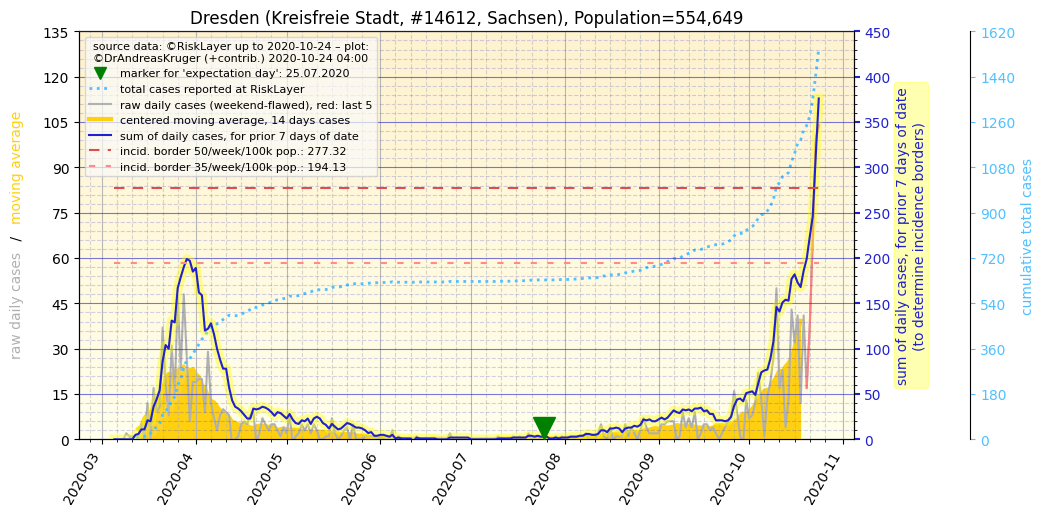 Dresden (Kreisfreie Stadt, #14612, Sachsen), Population=554,649
source data: ©RiskLayer up to 2020-10-24 – plot:
©DrAndreasKruger (+contrib.) 2020-10-24 04:00
marker for 'expectation day': 25.07.2020
total cases reported at RiskLayer
raw daily cases (weekend-flawed), red: last 5
centered moving average, 14 days cases
sum of daily cases, for prior 7 days of date
incid. border 50/week/100k pop.: 277.32
incid. border 35/week/100k pop.: 194.13
raw daily cases / moving average
135
120
105
90
75
60
45
30
15
0
450
400
350
300
250
200
150
100
50
0
sum of daily cases, for prior 7 days of date
(to determine incidence borders)
1620
1440
1260
1080
900
720
540
360
180
0
cumulative total cases
2020-03
2020-04
2020-05
2020-06
2020-07
2020-08
2020-09
2020-10
2020-11